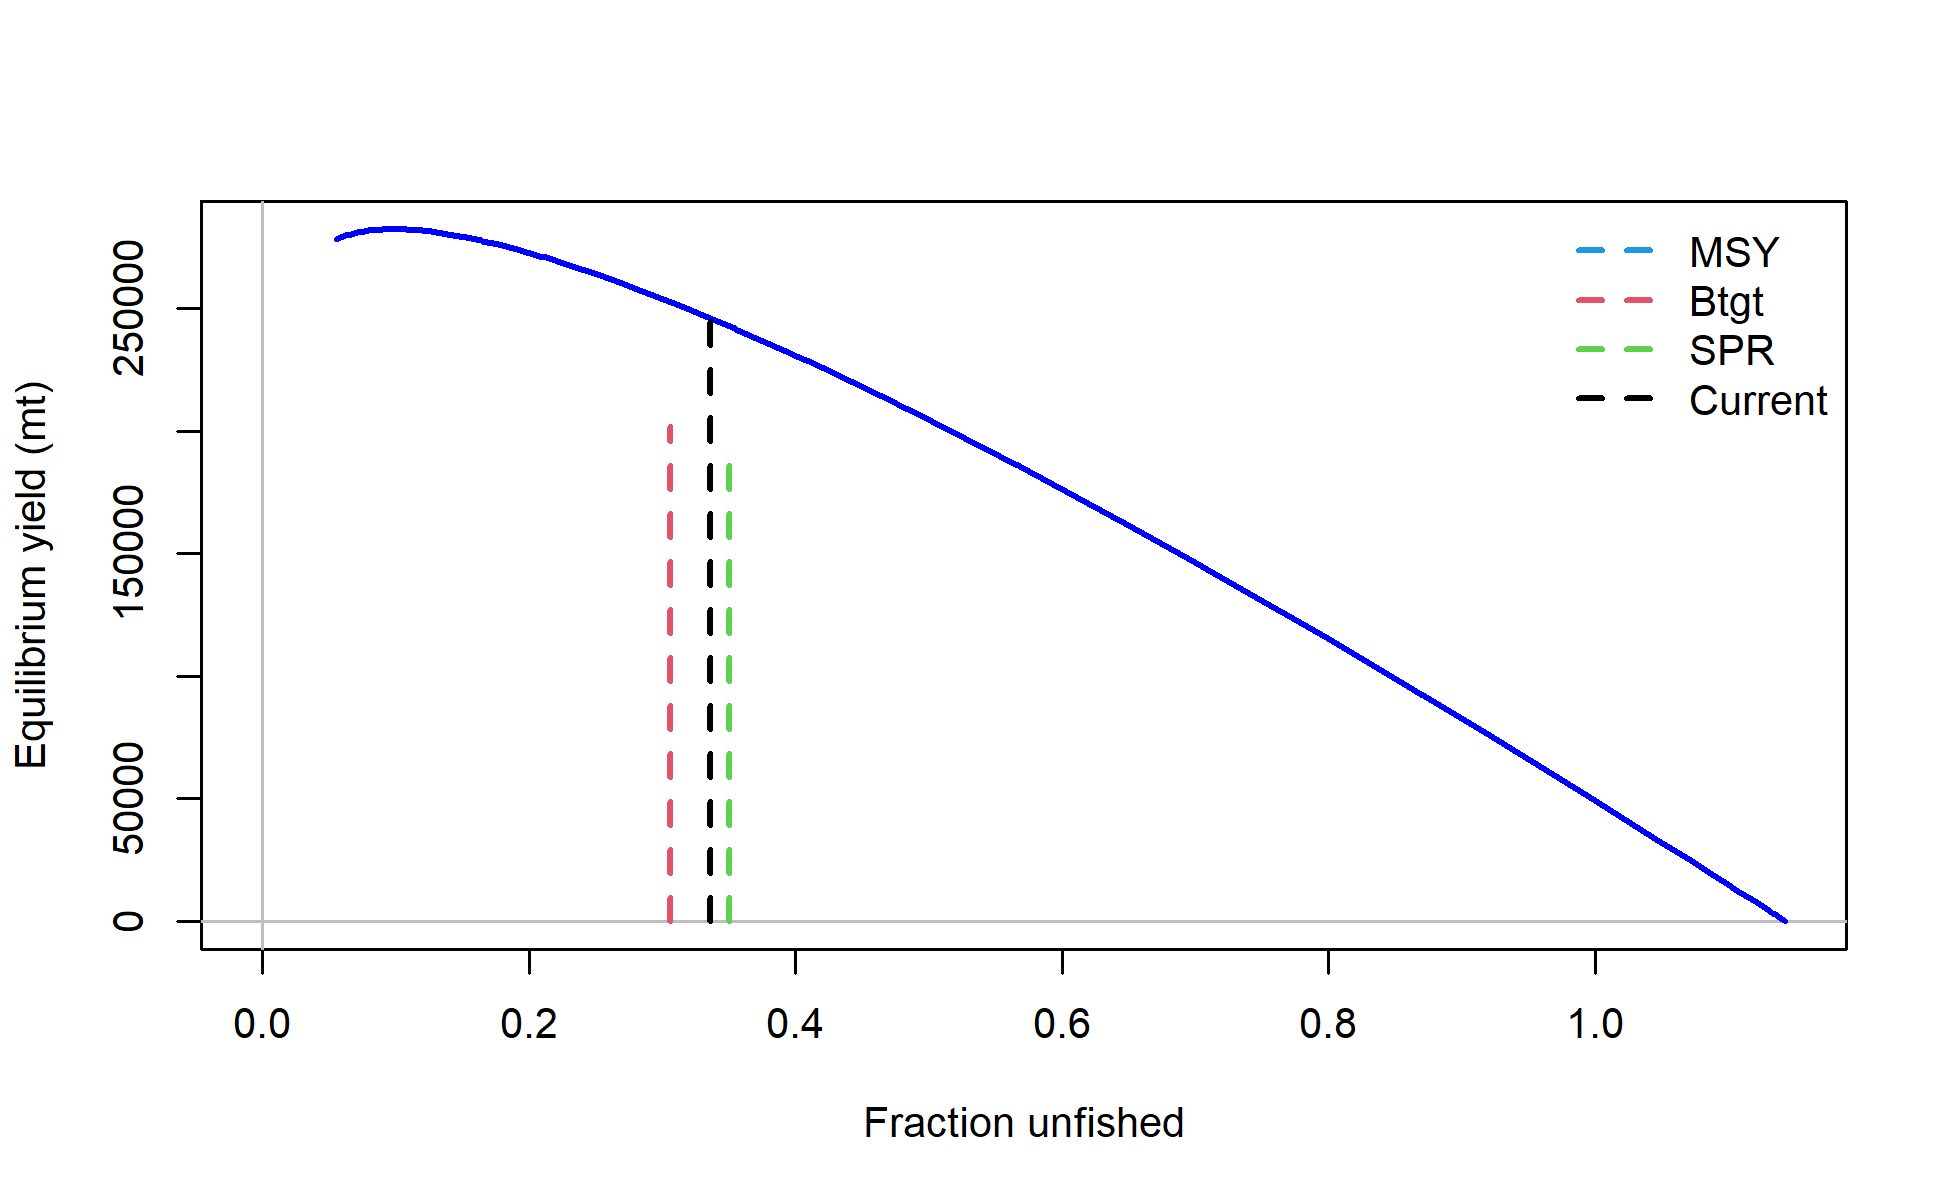 MSY
Btgt
SPR
Current
Equilibrium yield (mt)
250000
150000
50000
0
0.0 0.2 0.4 0.6 0.8 1.0
Fraction unfished